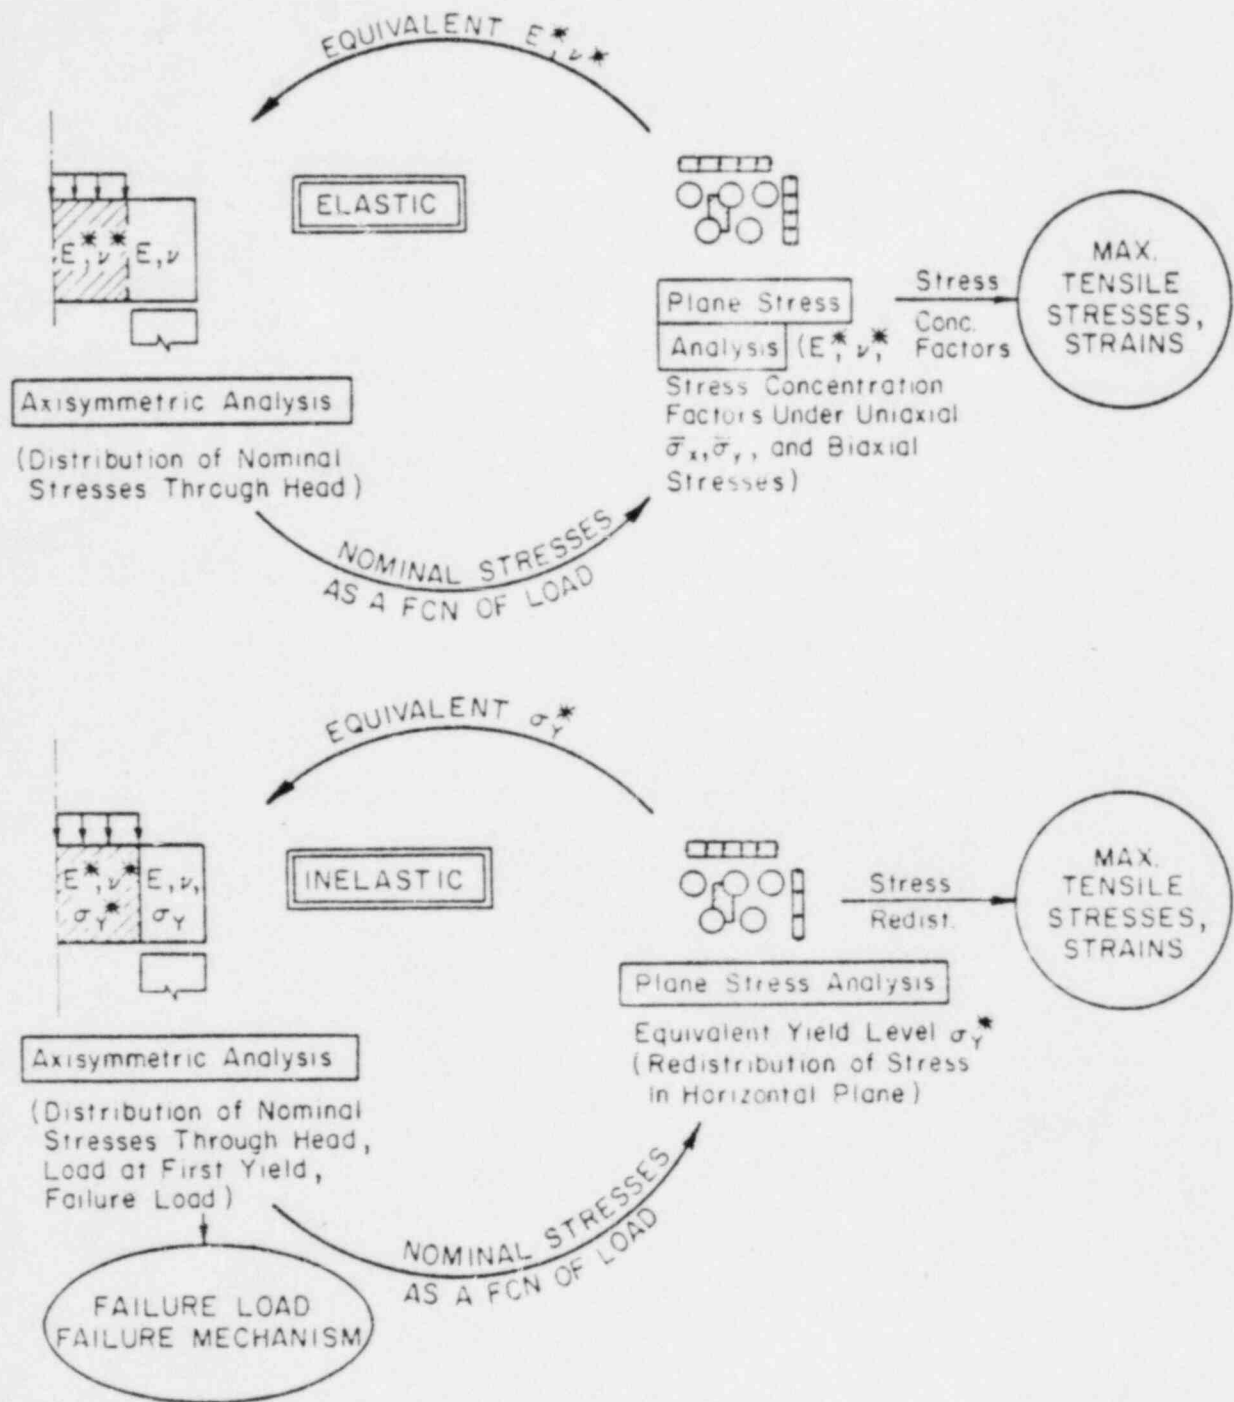 EQUIVALENT E*, ν*
ELASTIC
E*, ν* E, ν
Axisymmetric Analysis
(Distribution of Nominal
Stresses Through Head)
Plane Stress
Analysis (E*, ν*,
Stress Concentration
Factors Under Uniaxial
σ̅x, σ̅y, and Biaxial
Stresses)
Stress
Conc.
Factors
MAX.
TENSILE
STRESSES,
STRAINS
NOMINAL STRESSES
AS A FCN OF LOAD
EQUIVALENT σY*
INELASTIC
E*, ν* E, ν,
σY* σY
Axisymmetric Analysis
(Distribution of Nominal
Stresses Through Head,
Load at First Yield,
Failure Load)
Plane Stress Analysis
Equivalent Yield Level σY*
(Redistribution of Stress
in Horizontal Plane)
Stress
Redist.
MAX.
TENSILE
STRESSES,
STRAINS
NOMINAL STRESSES
AS A FCN OF LOAD
FAILURE LOAD
FAILURE MECHANISM